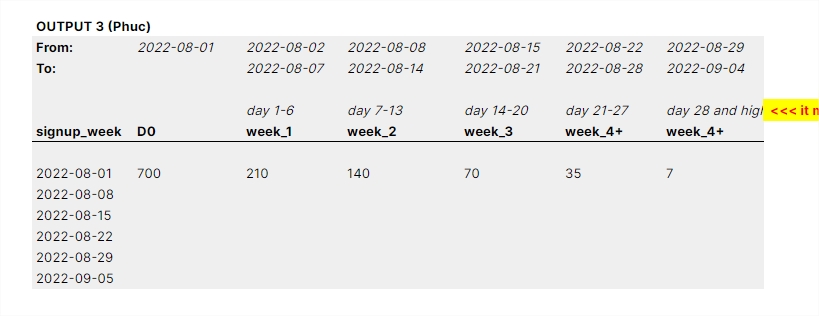 OUTPUT 3 (Phuc)
From: 2022-08-01 2022-08-02 2022-08-08 2022-08-15 2022-08-22 2022-08-29
To: 2022-08-07 2022-08-14 2022-08-21 2022-08-28 2022-09-04
day 1-6 day 7-13 day 14-20 day 21-27 day 28 and <<< it
signup_week D0 week_1 week_2 week_3 week_4+ week_4+
2022-08-01 700 210 140 70 35 7
2022-08-08
2022-08-15
2022-08-22
2022-08-29
2022-09-05